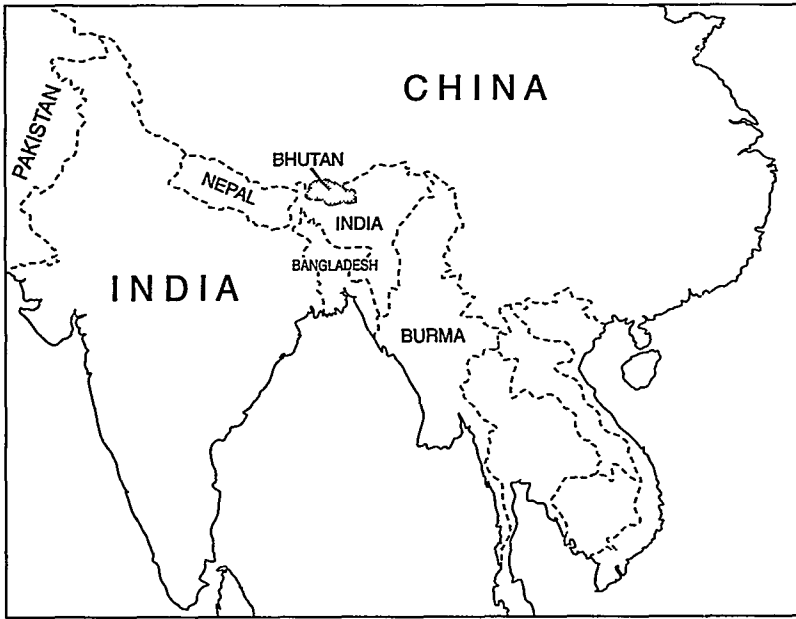 CHINA
PAKISTAN
BHUTAN
NEPAL
INDIA
BANGLADESH
INDIA
BURMA